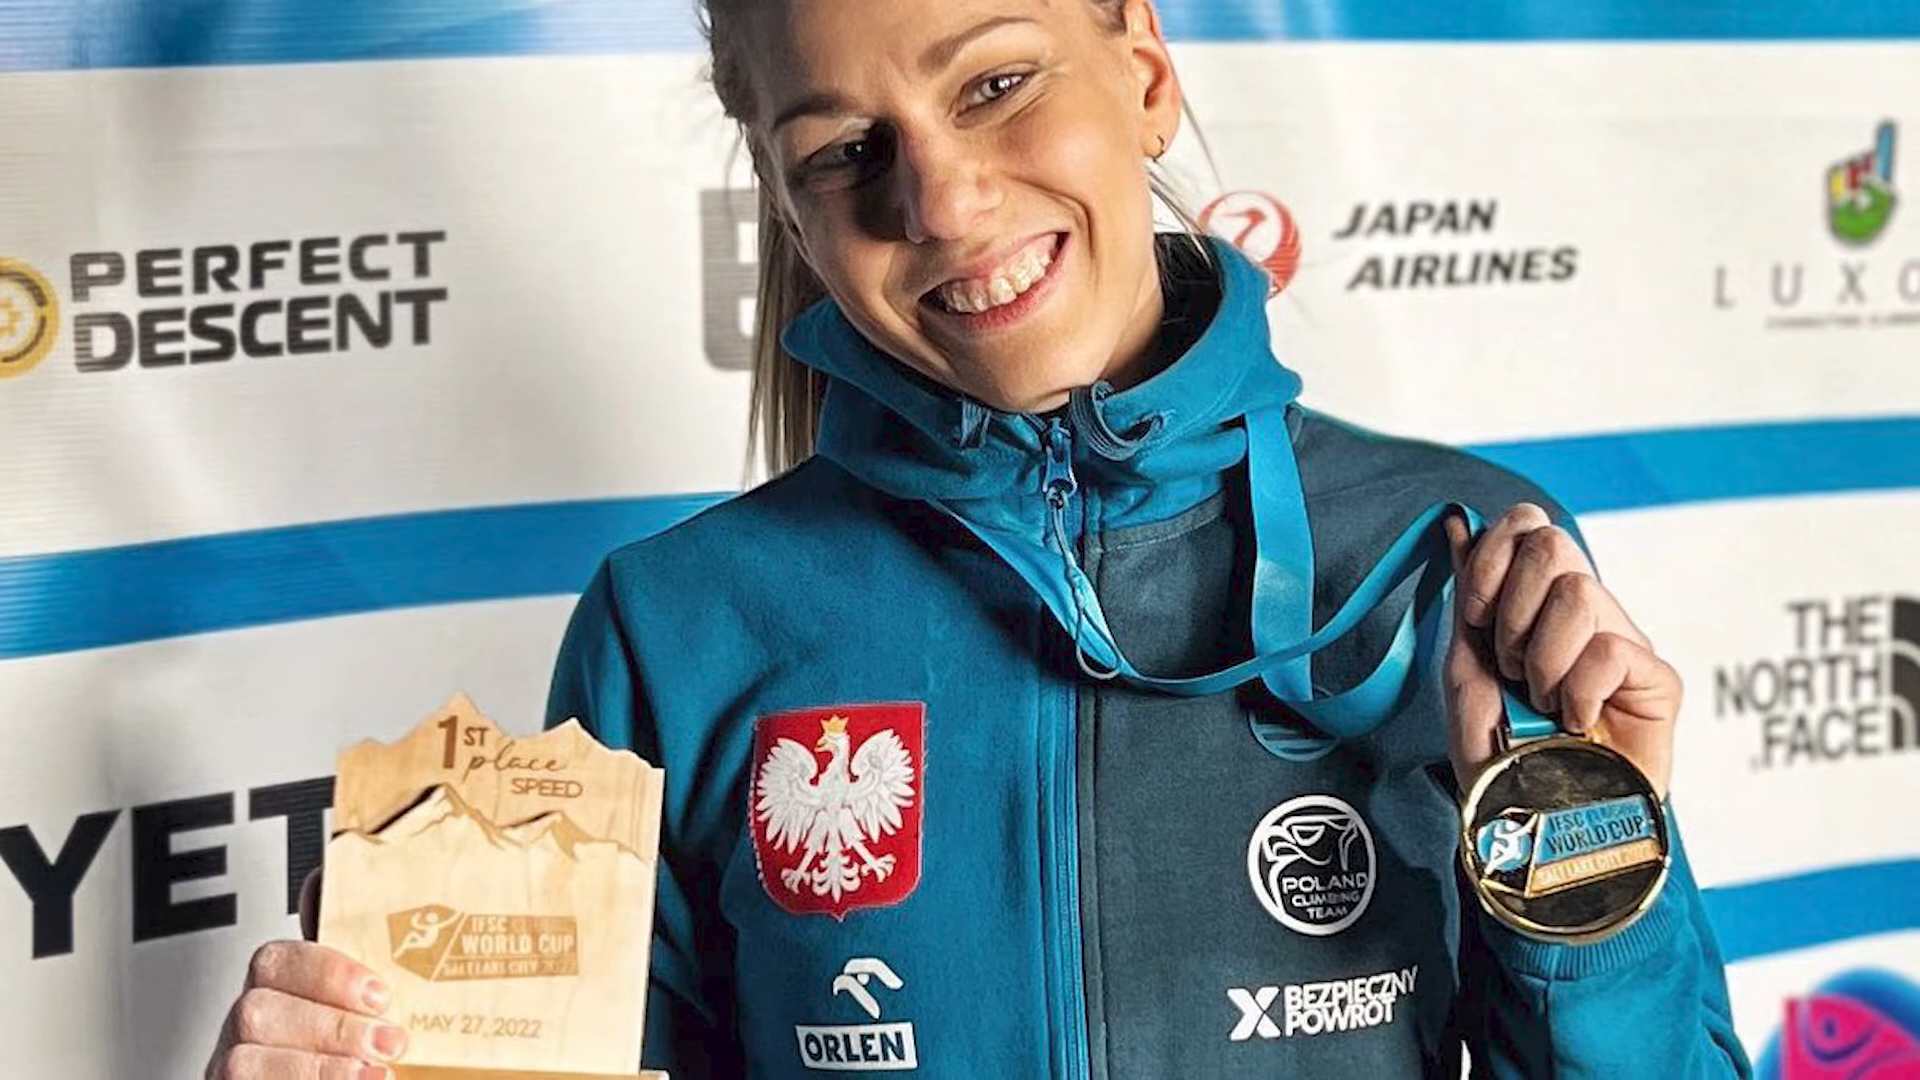 PERFECT
DESCENT
JAPAN
AIRLINES
THE
NORTH
FACE
YET
1ST
place
SPEED
IFSC
WORLD CUP
SALT LAKE CITY 2022
MAY 27, 2022
IFSC
WORLD CUP
SALT LAKE CITY 2022
POLAND
CLIMBING
TEAM
ORLEN
X BEZPIECZNY
POWRÓT